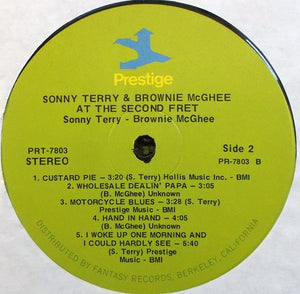 Prestige
SONNY TERRY & BROWNIE McGHEE
AT THE SECOND FRET
Sonny Terry - Brownie McGhee
PRT-7803
STEREO
Side 2
PR-7803 B
1. CUSTARD PIE — 3:20 (S. Terry) Hollis Music Inc. - BMI
2. WHOLESALE DEALIN' PAPA — 3:05
(B. McGhee) Unknown
3. MOTORCYCLE BLUES — 3:28 (S. Terry)
Prestige Music - BMI
4. HAND IN HAND — 4:05
(B. McGhee) Unknown
5. I WOKE UP ONE MORNING AND
I COULD HARDLY SEE — 5:40
(S. Terry) Prestige
Music - BMI
DISTRIBUTED BY FANTASY RECORDS, BERKELEY, CALIFORNIA